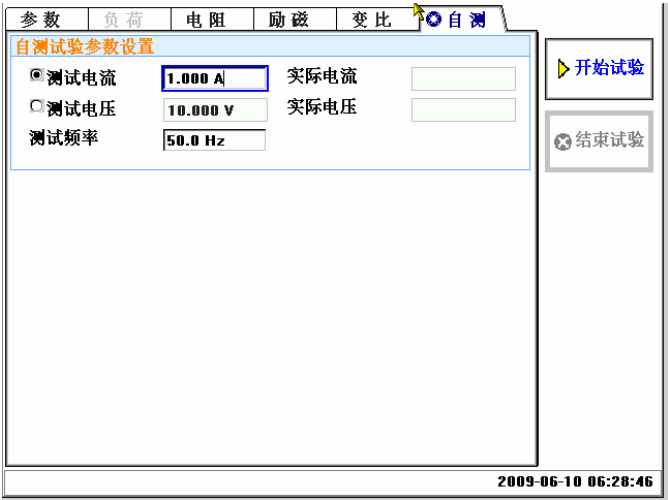 参数 负荷 电阻 励磁 变比 自测
自测试验参数设置
测试电流 1.000 A 实际电流
测试电压 10.000 V 实际电压
测试频率 50.0 Hz
开始试验
结束试验
2009-06-10 06:28:46